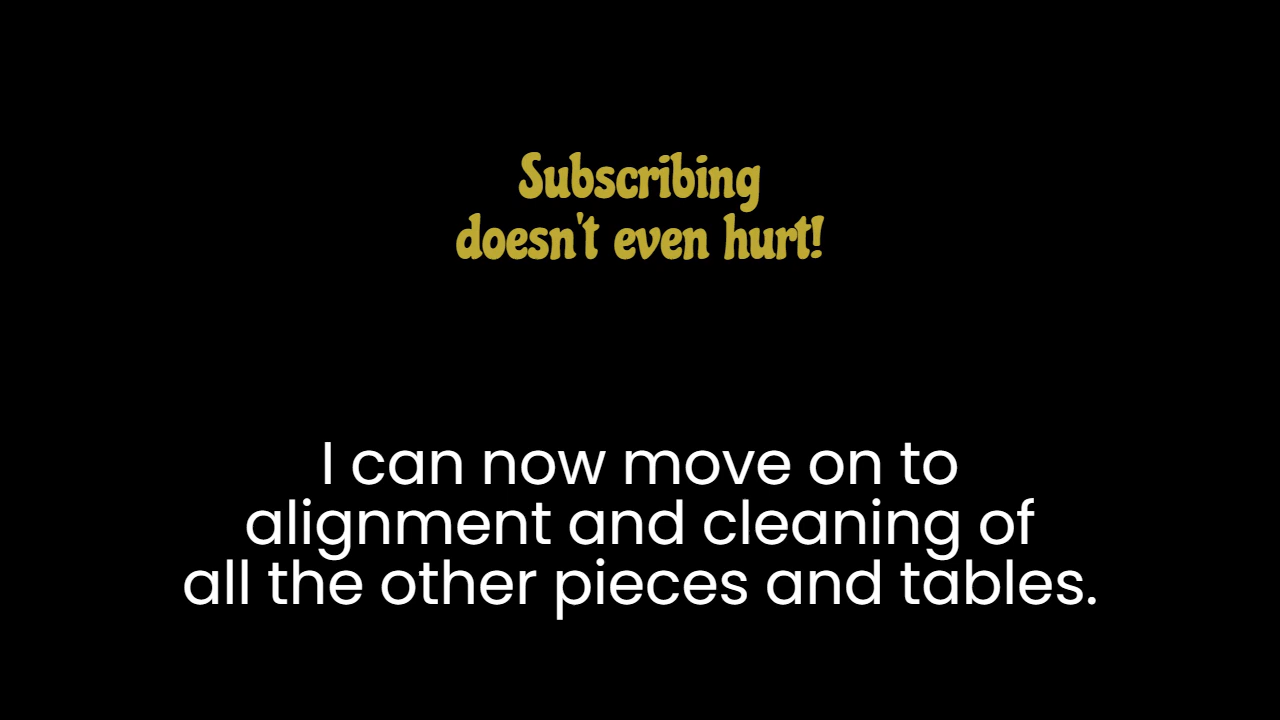 Subscribing
doesn't even hurt!
I can now move on to
alignment and cleaning of
all the other pieces and tables.